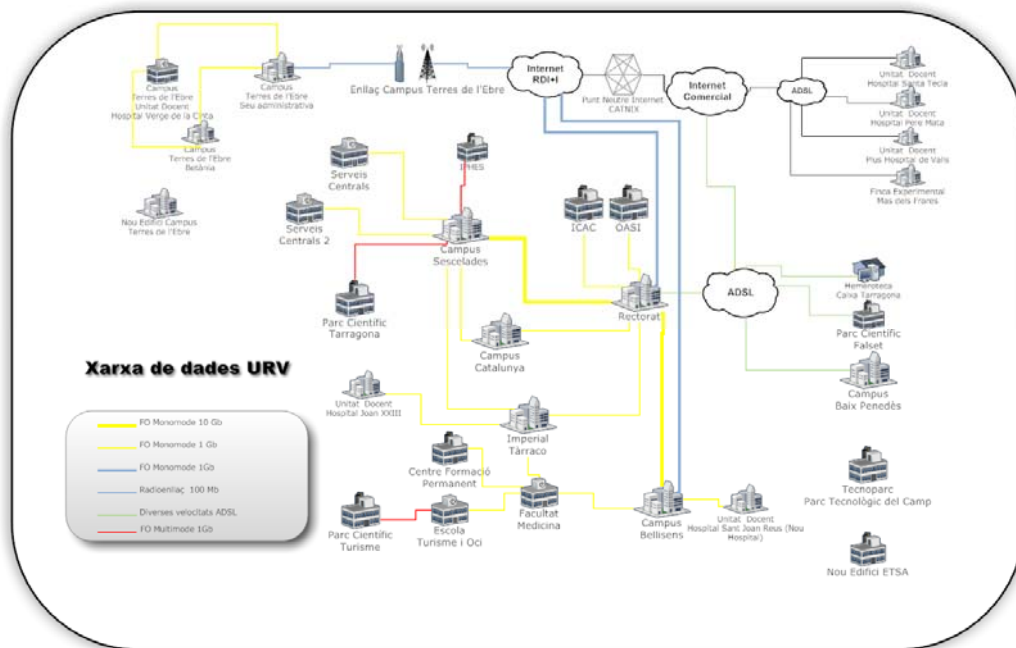 Campus
Terres de l'Ebre
Unitat Docent
Hospital Verge de la Cinta
Campus
Terres de l'Ebre
Seu administrativa
Enllaç Campus Terres de l'Ebre
Internet
RDI+I
Punt Neutre Internet
CATNIX
Internet
Comercial
ADSL
Unitat Docent
Hospital Santa Tecla
Unitat Docent
Hospital Pere Mata
Unitat Docent
Pius Hospital de Valls
Finca Experimental
Mas dels Frares
Campus
Terres de l'Ebre
Betània
Nou Edifici Campus
Terres de l'Ebre
Serveis
Centrals
IPHES
Serveis
Centrals 2
Campus
Sescelades
ICAC
OASI
Parc Científic
Tarragona
Rectorat
ADSL
Hemeroteca
Caixa Tarragona
Parc Científic
Falset
Campus
Catalunya
Campus
Baix Penedès
Xarxa de dades URV
FO Monomode 10 Gb
FO Monomode 1 Gb
FO Monomode 1Gb
Radioenllaç 100 Mb
Diverses velocitats ADSL
FO Multimode 1Gb
Unitat Docent
Hospital Joan XXIII
Imperial
Tàrraco
Centre Formació
Permanent
Facultat
Medicina
Parc Científic
Turisme
Escola
Turisme i Oci
Campus
Bellisens
Unitat Docent
Hospital Sant Joan Reus (Nou
Hospital)
Tecnoparc
Parc Tecnològic del Camp
Nou Edifici ETSA